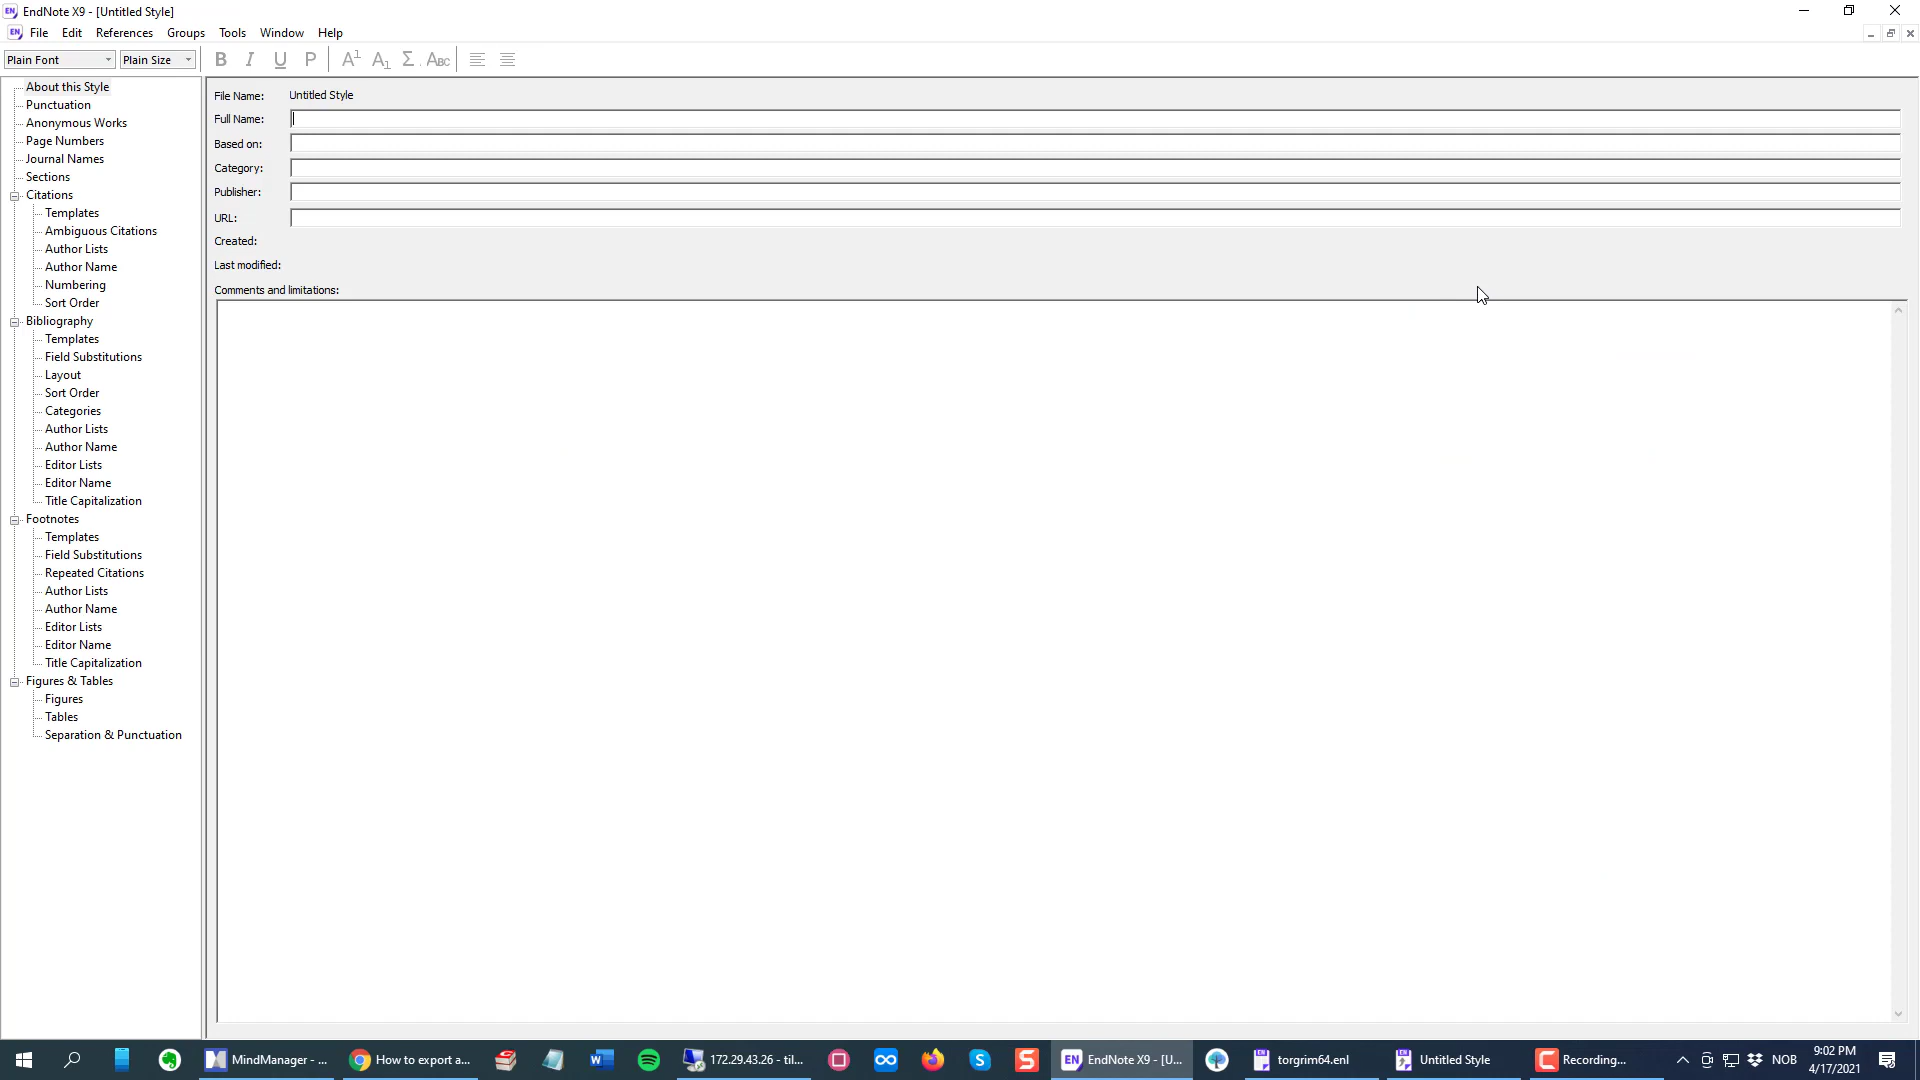 EndNote X9 - [Untitled Style]
EN File Edit References Groups Tools Window Help
Plain Font Plain Size B I U P A1 A1 Σ ABC
About this Style
Punctuation
Anonymous Works
Page Numbers
Journal Names
Sections
Citations
Templates
Ambiguous Citations
Author Lists
Author Name
Numbering
Sort Order
Bibliography
Templates
Field Substitutions
Layout
Sort Order
Categories
Author Lists
Author Name
Editor Lists
Editor Name
Title Capitalization
Footnotes
Templates
Field Substitutions
Repeated Citations
Author Lists
Author Name
Editor Lists
Editor Name
Title Capitalization
Figures & Tables
Figures
Tables
Separation & Punctuation
File Name: Untitled Style
Full Name:
Based on:
Category:
Publisher:
URL:
Created:
Last modified:
Comments and limitations:
MindManager - ...
How to export a...
172.29.43.26 - til...
EN EndNote X9 - [U...
torgrim64.enl
Untitled Style
Recording...
NOB
9:02 PM
4/17/2021